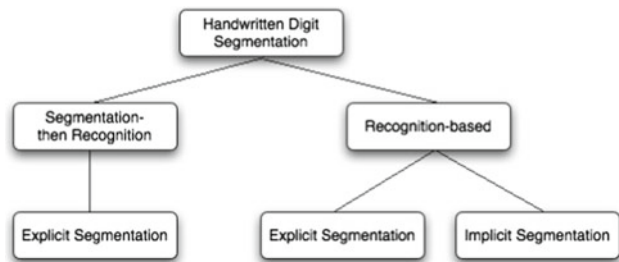 Handwritten Digit
Segmentation
Segmentation-
then Recognition
Recognition-based
Explicit Segmentation
Explicit Segmentation
Implicit Segmentation